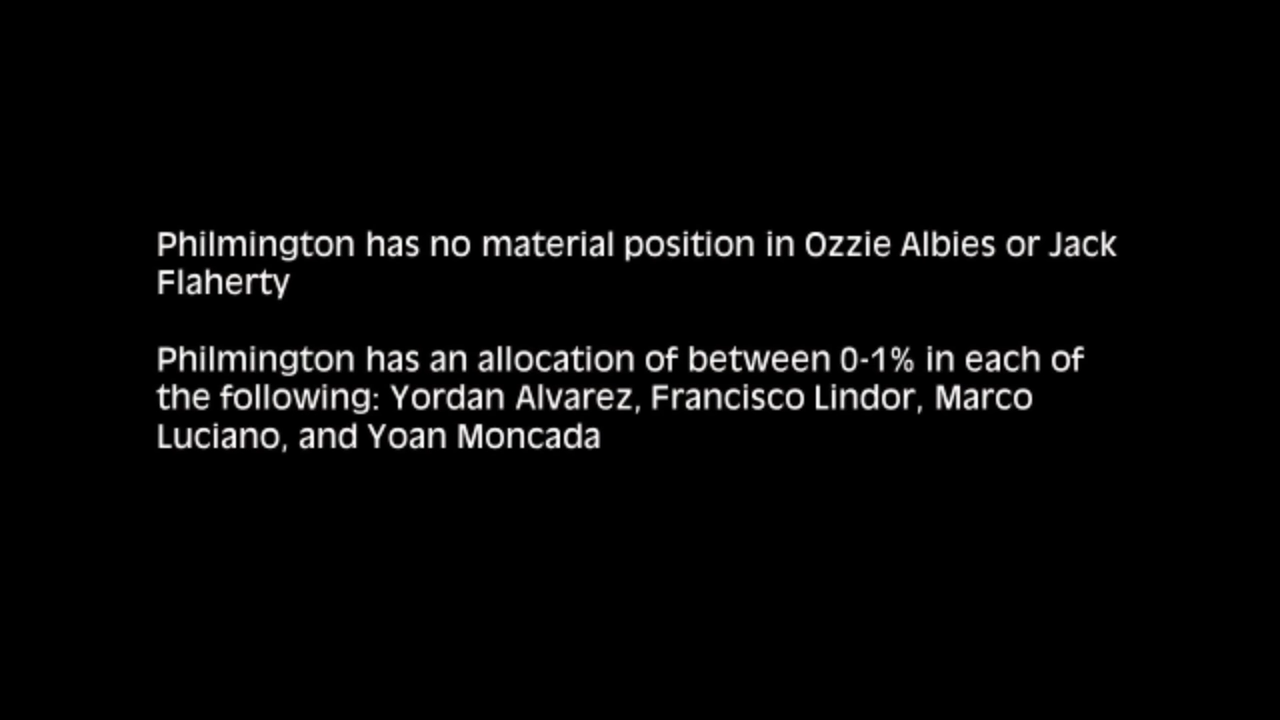 Philmington has no material position in Ozzie Albies or Jack
Flaherty
Philmington has an allocation of between 0-1% in each of
the following: Yordan Alvarez, Francisco Lindor, Marco
Luciano, and Yoan Moncada